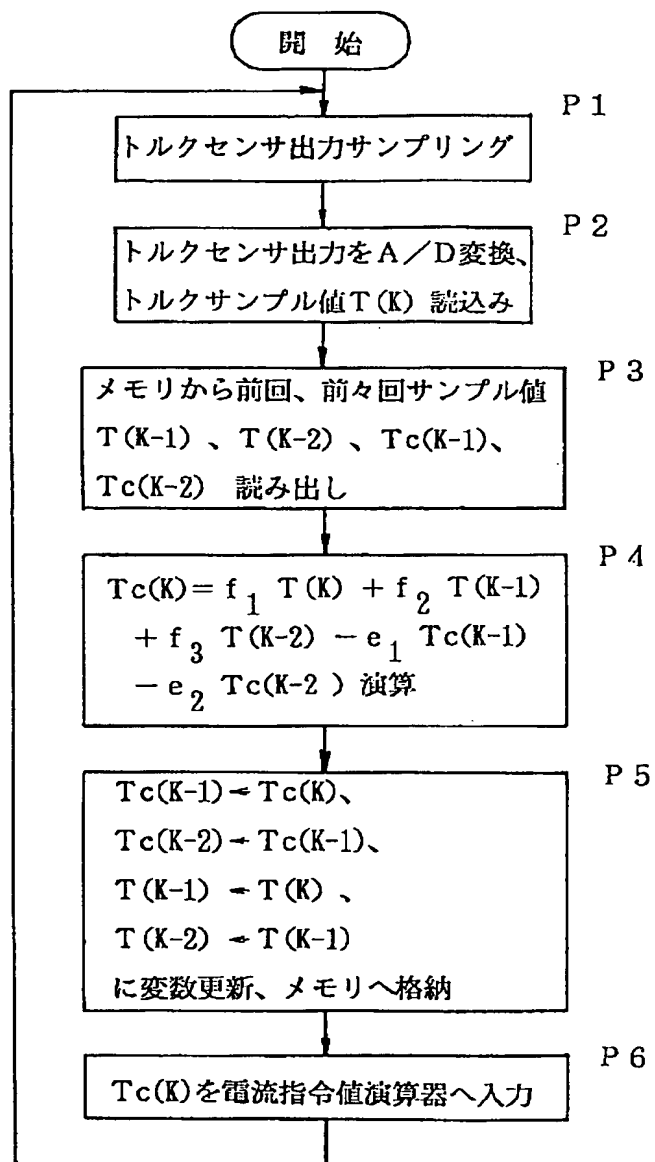 開 始
P1
トルクセンサ出力サンプリング
P2
トルクセンサ出力をA/D変換、
トルクサンプル値T(K) 読込み
P3
メモリから前回、前々回サンプル値
T(K-1) 、T(K-2) 、Tc(K-1)、
Tc(K-2) 読み出し
P4
Tc(K)= f1 T(K) + f2 T(K-1)
+ f3 T(K-2) − e1 Tc(K-1)
− e2 Tc(K-2 ) 演算
P5
Tc(K-1)←Tc(K)、
Tc(K-2)←Tc(K-1)、
T(K-1) ←T(K) 、
T(K-2) ←T(K-1)
に変数更新、メモリへ格納
P6
Tc(K)を電流指令値演算器へ入力